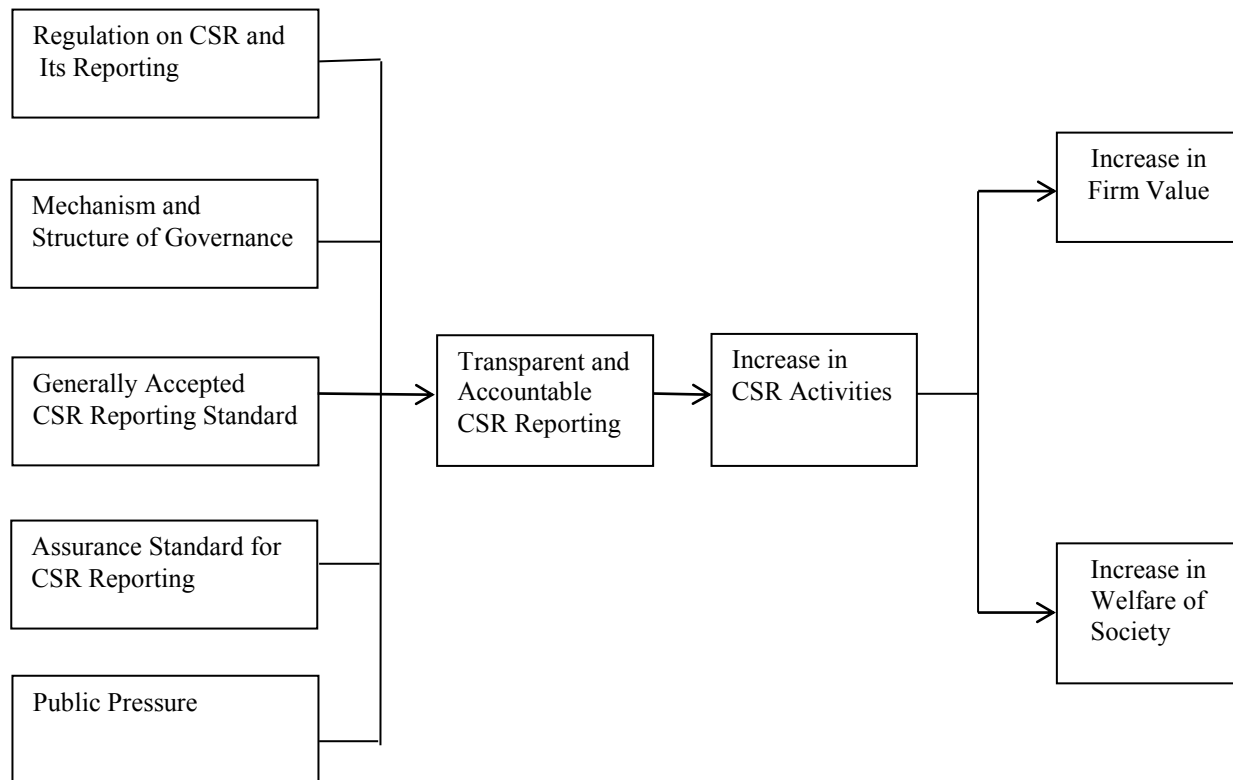 Regulation on CSR and
Its Reporting
Mechanism and
Structure of Governance
Generally Accepted
CSR Reporting Standard
Assurance Standard for
CSR Reporting
Public Pressure
Transparent and
Accountable
CSR Reporting
Increase in
CSR Activities
Increase in
Firm Value
Increase in
Welfare of
Society